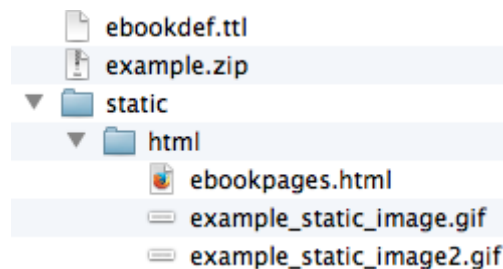 ebookdef.ttl
example.zip
static
html
ebookpages.html
example_static_image.gif
example_static_image2.gif